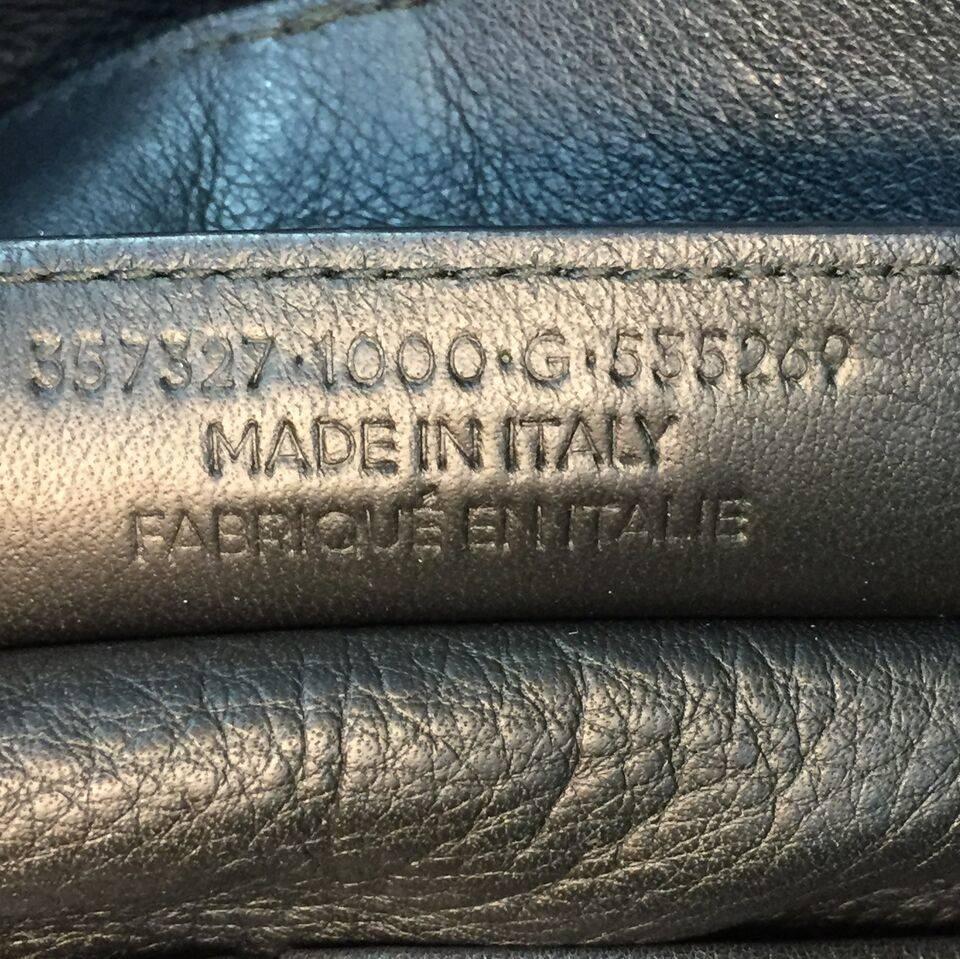 357327·1000·G·535269
MADE IN ITALY
FABRIQUÉ EN ITALIE